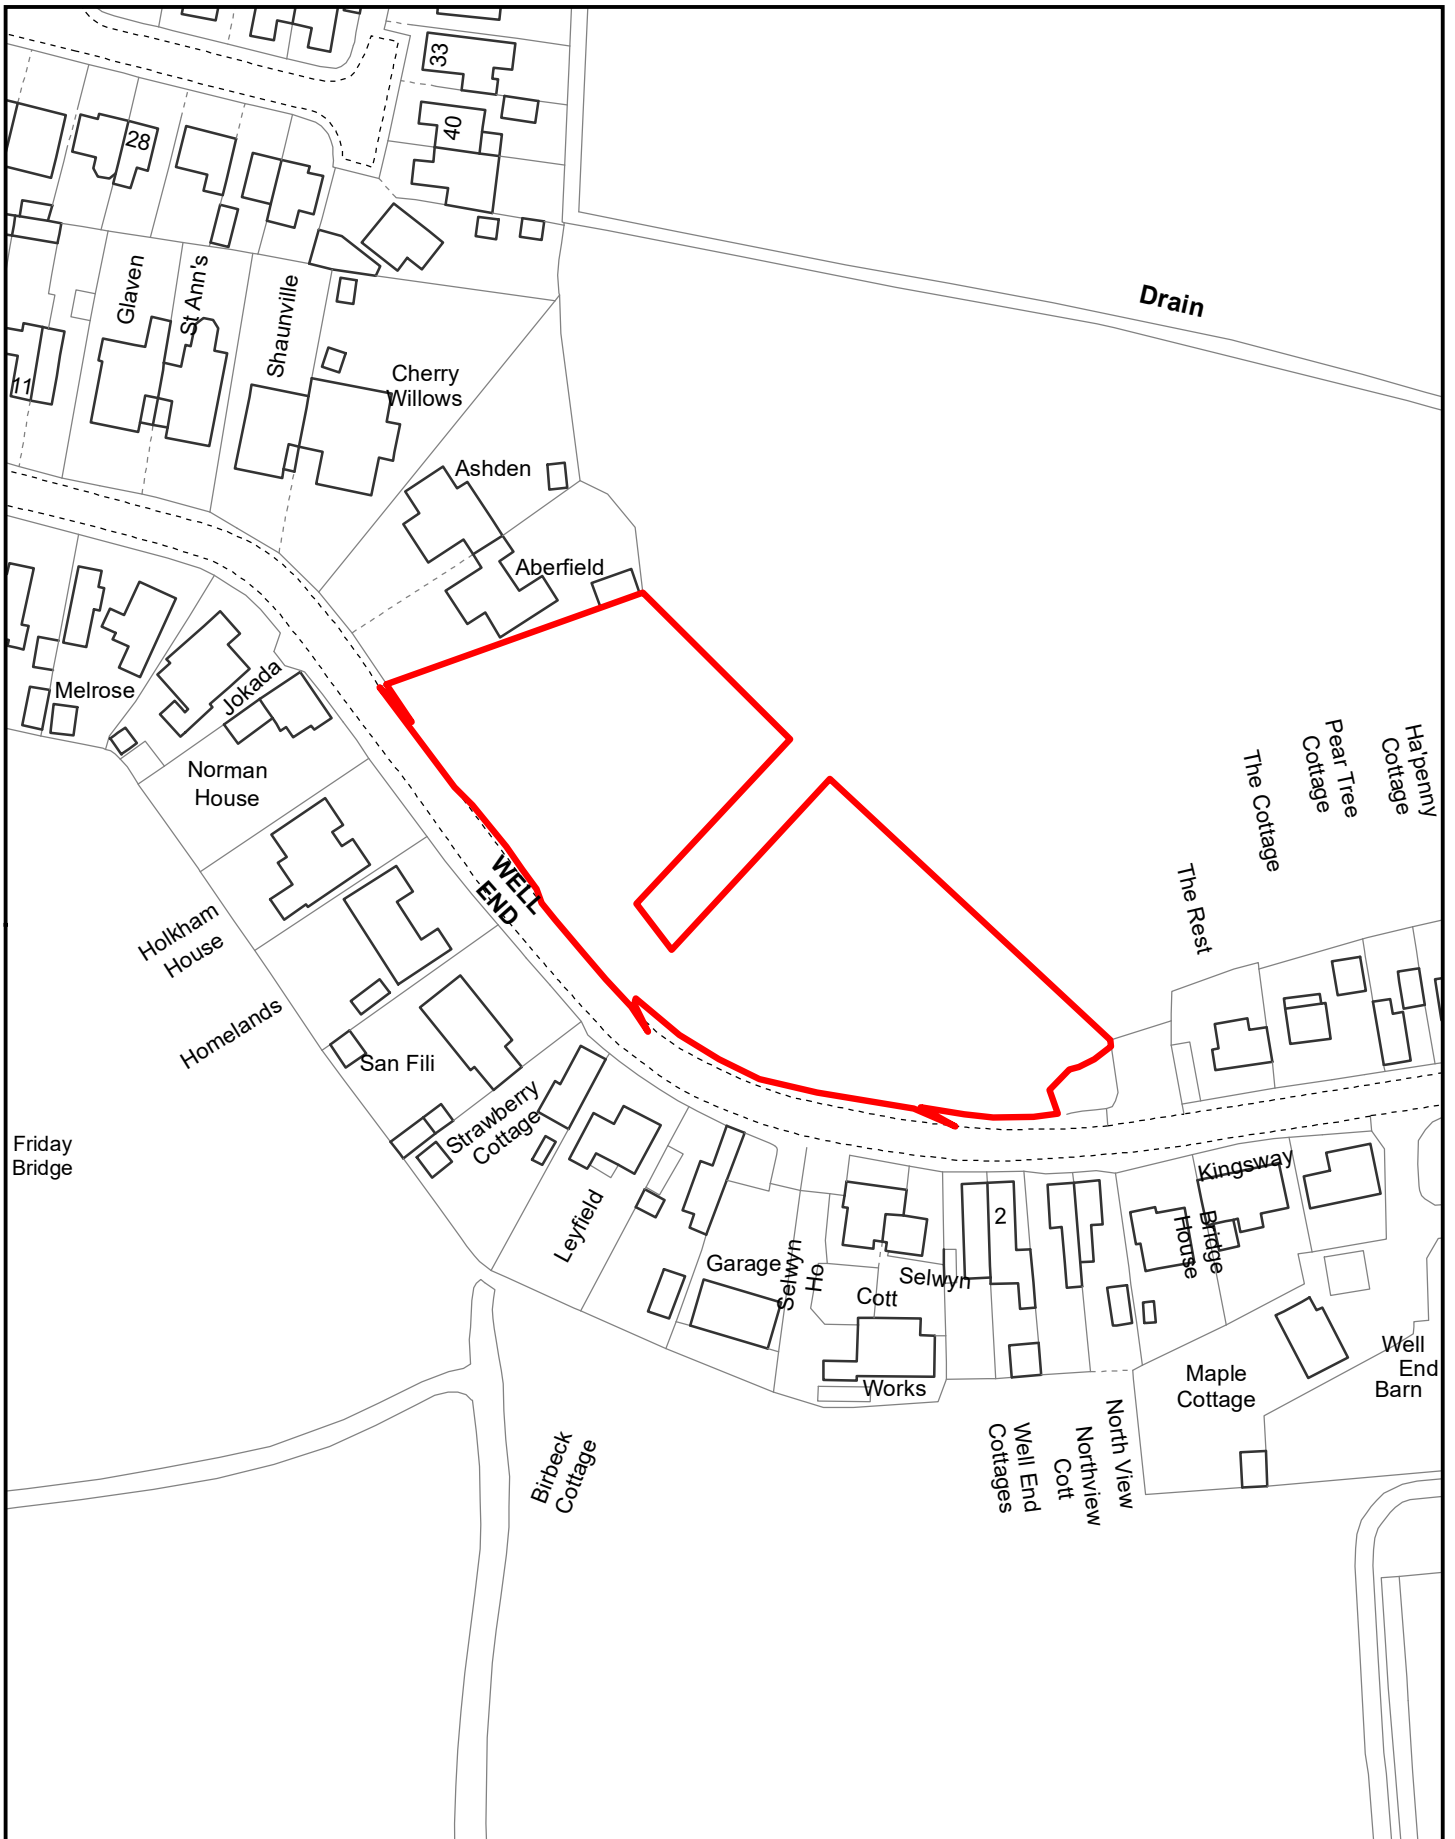 33
40
28
Drain
Glaven
St Ann's
Shaunville
11
Cherry
Willows
Ashden
Aberfield
Melrose
Jokada
Norman
House
WELL
END
Holkham
House
Homelands
San Fili
Strawberry
Cottage
Friday
Bridge
Leyfield
Garage
Selwyn
Ho
Cott
Selwyn
Works
2
The Rest
The Cottage
Pear Tree
Cottage
Ha'penny
Cottage
Kingsway
Bridge
House
Maple
Cottage
Well
End
Barn
Birbeck
Cottage
Well End
Cottages
Northview
Cott
North View